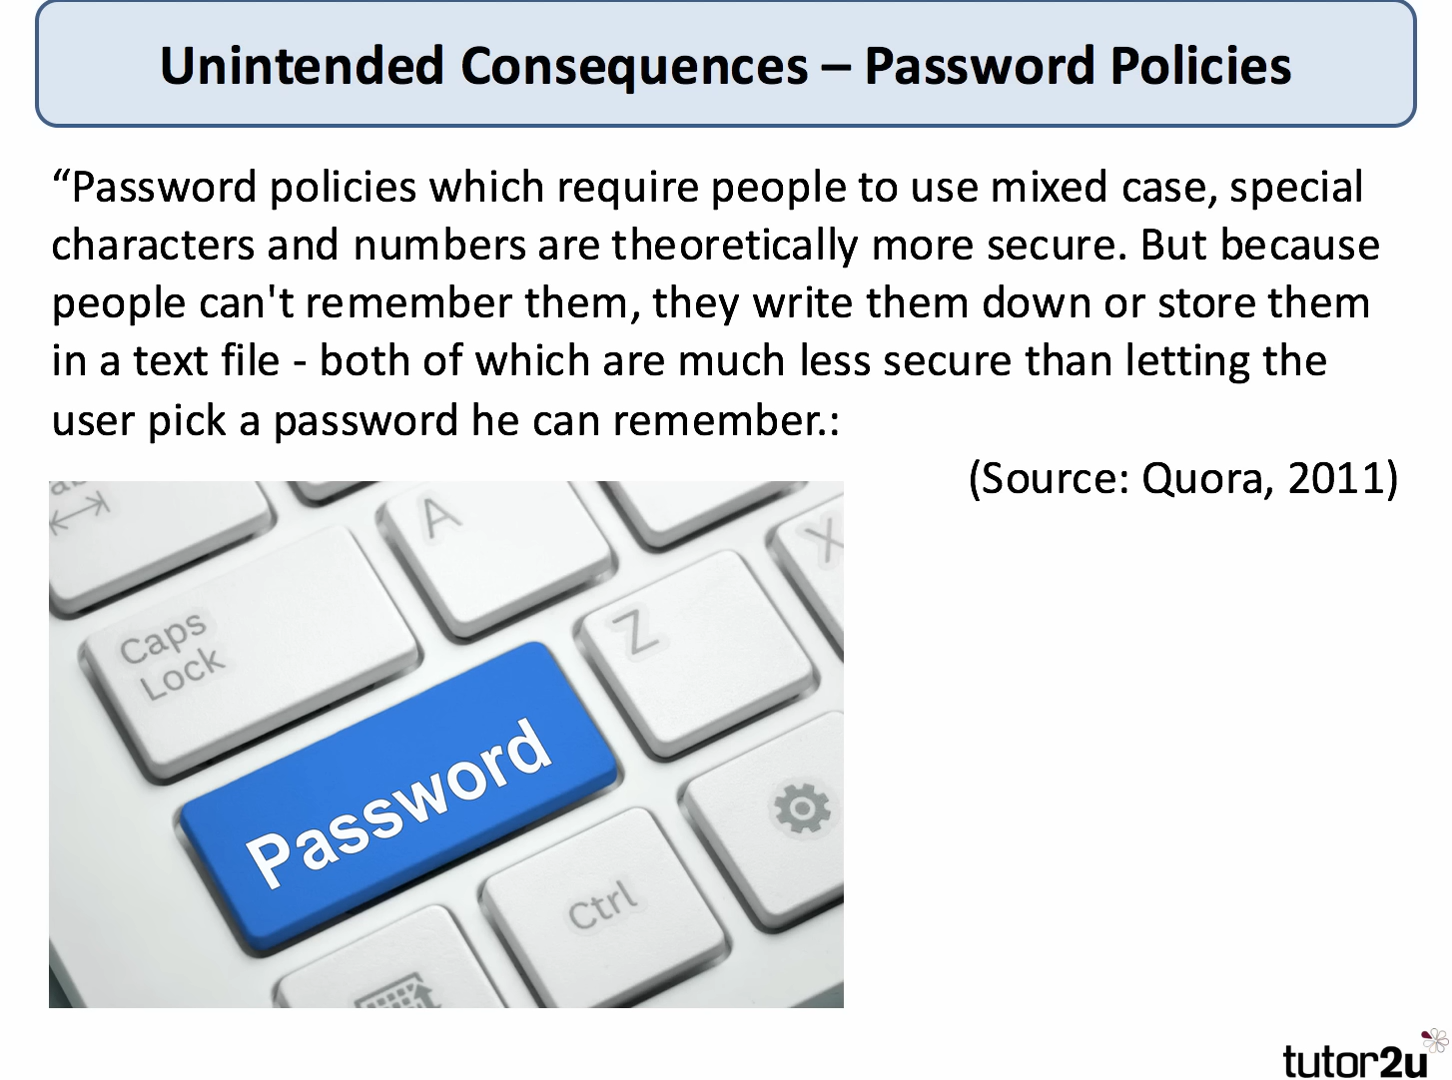 Unintended Consequences – Password Policies
“Password policies which require people to use mixed case, special
characters and numbers are theoretically more secure. But because
people can't remember them, they write them down or store them
in a text file - both of which are much less secure than letting the
user pick a password he can remember.:
(Source: Quora, 2011)
A
X
Caps
Lock
Z
Password
Ctrl
tutor2u